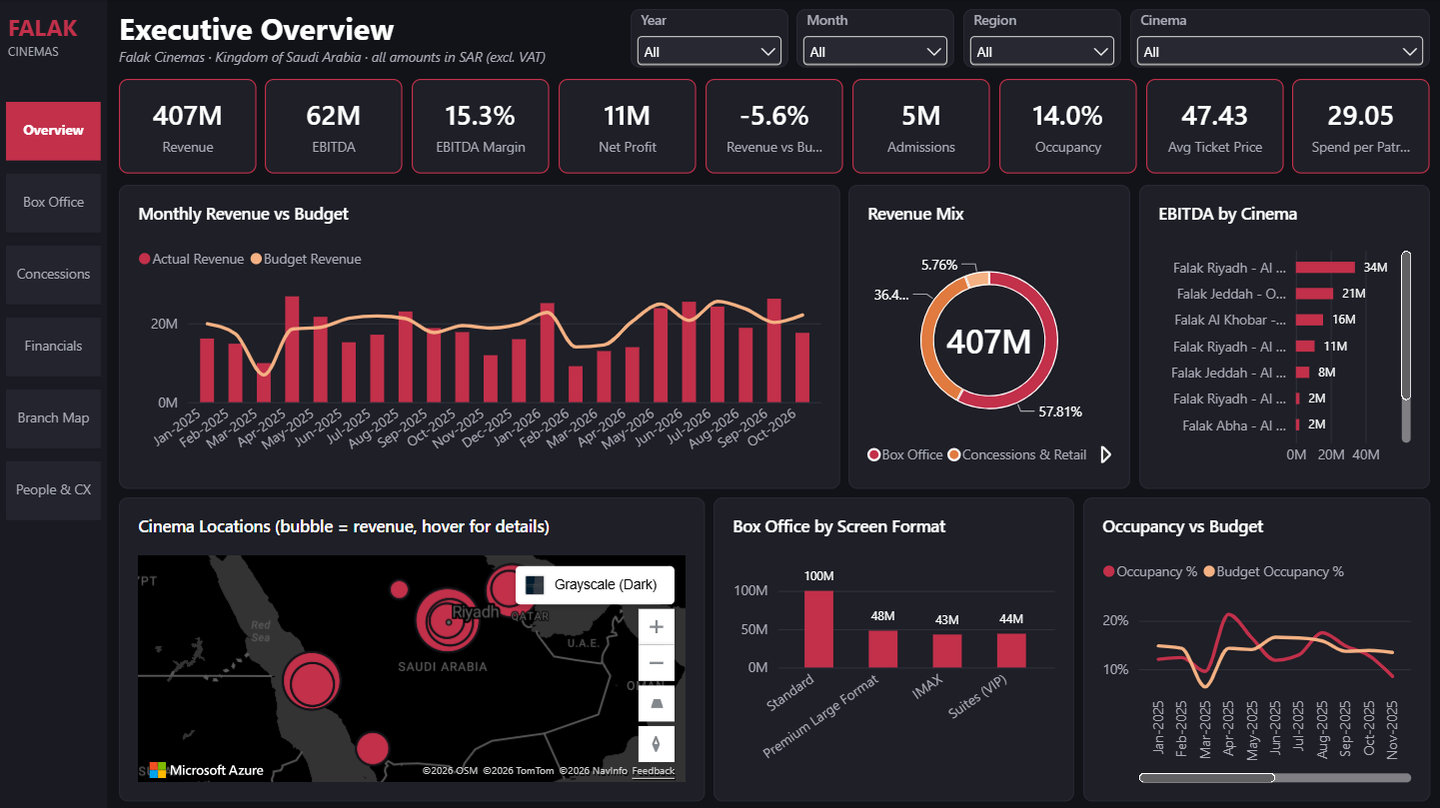 FALAK
CINEMAS
Executive Overview
Falak Cinemas · Kingdom of Saudi Arabia · all amounts in SAR (excl. VAT)
Year
All
Month
All
Region
All
Cinema
All
Overview
Box Office
Concessions
Financials
Branch Map
People & CX
407M
Revenue
62M
EBITDA
15.3%
EBITDA Margin
11M
Net Profit
-5.6%
Revenue vs Bu...
5M
Admissions
14.0%
Occupancy
47.43
Avg Ticket Price
29.05
Spend per Patr...
Monthly Revenue vs Budget
Actual Revenue
Budget Revenue
20M
0M
Jan-2025
Feb-2025
Mar-2025
Apr-2025
May-2025
Jun-2025
Jul-2025
Aug-2025
Sep-2025
Oct-2025
Nov-2025
Dec-2025
Jan-2026
Feb-2026
Mar-2026
Apr-2026
May-2026
Jun-2026
Jul-2026
Aug-2026
Sep-2026
Oct-2026
Revenue Mix
5.76%
36.4...
407M
57.81%
Box Office
Concessions & Retail
EBITDA by Cinema
Falak Riyadh - Al ... 34M
Falak Jeddah - O... 21M
Falak Al Khobar -... 16M
Falak Riyadh - Al ... 11M
Falak Jeddah - Al ... 8M
Falak Riyadh - Al ... 2M
Falak Abha - Al ... 2M
0M 20M 40M
Cinema Locations (bubble = revenue, hover for details)
Grayscale (Dark)
Red
Sea
Riyadh
QATAR
U.A.E.
SAUDI ARABIA
Microsoft Azure
©2026 OSM ©2026 TomTom ©2026 NavInfo Feedback
Box Office by Screen Format
100M
50M
0M
100M
48M
43M
44M
Standard
Premium Large Format
IMAX
Suites (VIP)
Occupancy vs Budget
Occupancy %
Budget Occupancy %
20%
10%
Jan-2025
Feb-2025
Mar-2025
Apr-2025
May-2025
Jun-2025
Jul-2025
Aug-2025
Sep-2025
Oct-2025
Nov-2025